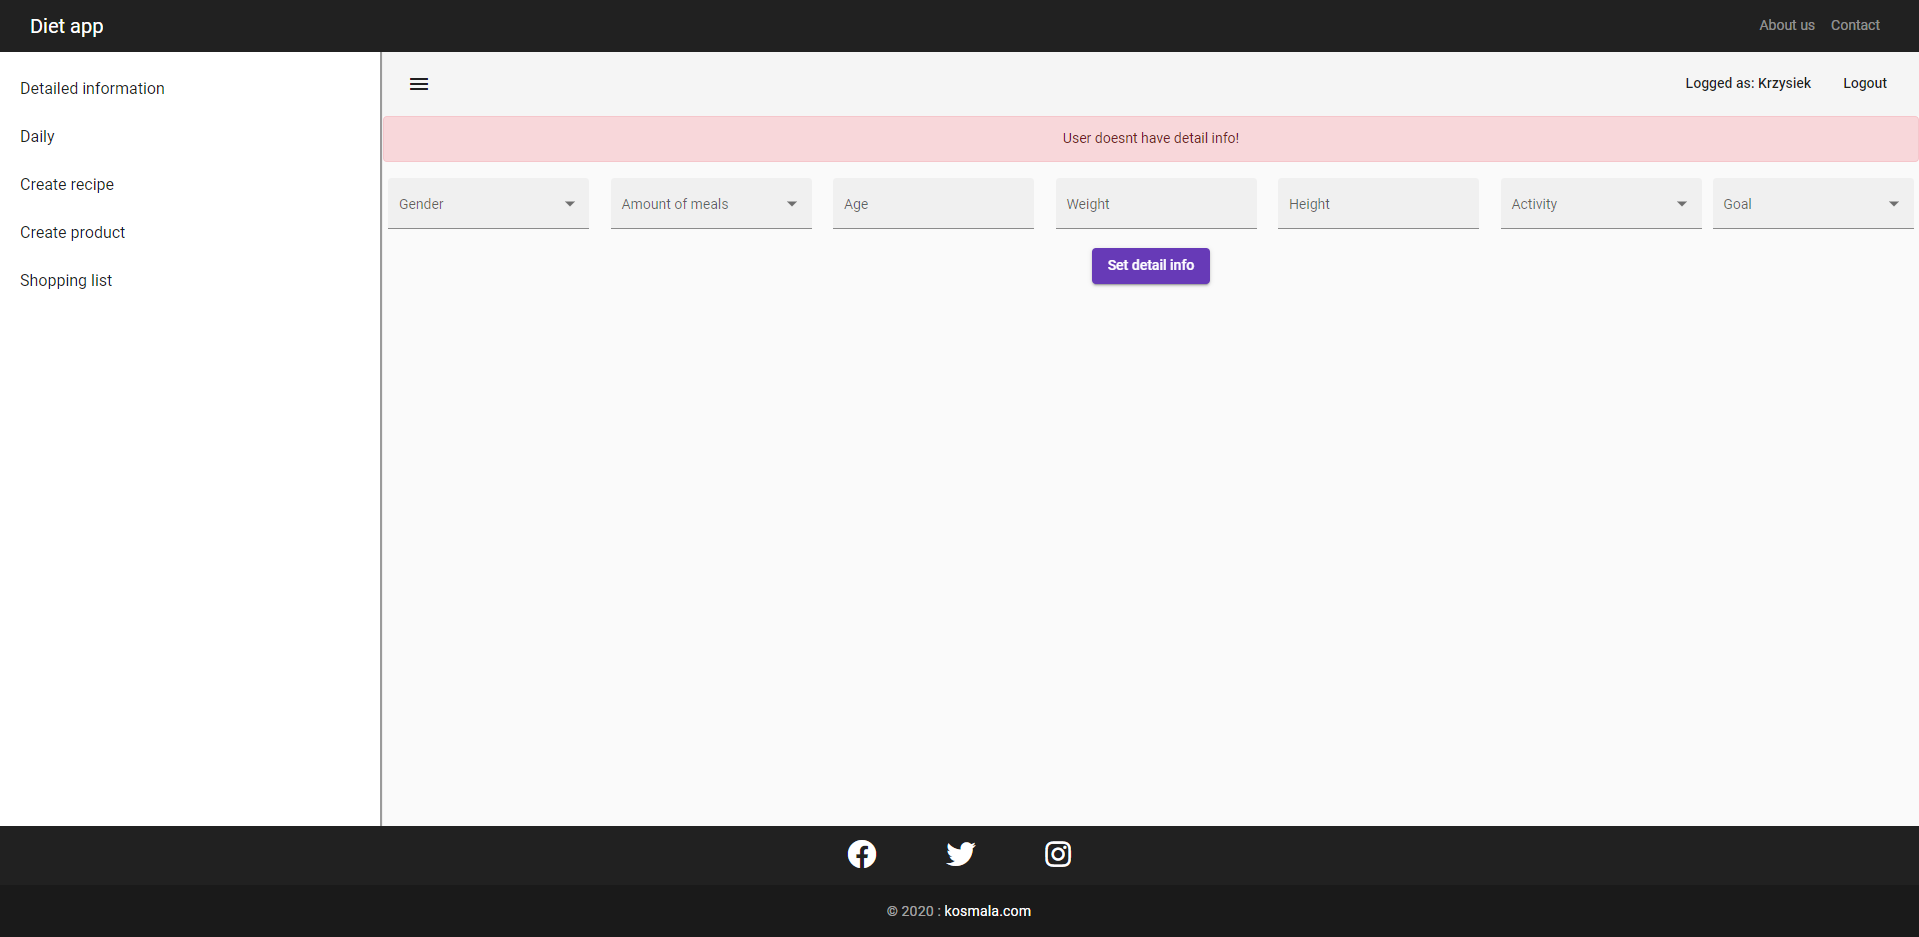 Diet app
About us Contact
Detailed information
Daily
Create recipe
Create product
Shopping list
Logged as: Krzysiek Logout
User doesnt have detail info!
Gender Amount of meals Age Weight Height Activity Goal
Set detail info
© 2020 : kosmala.com